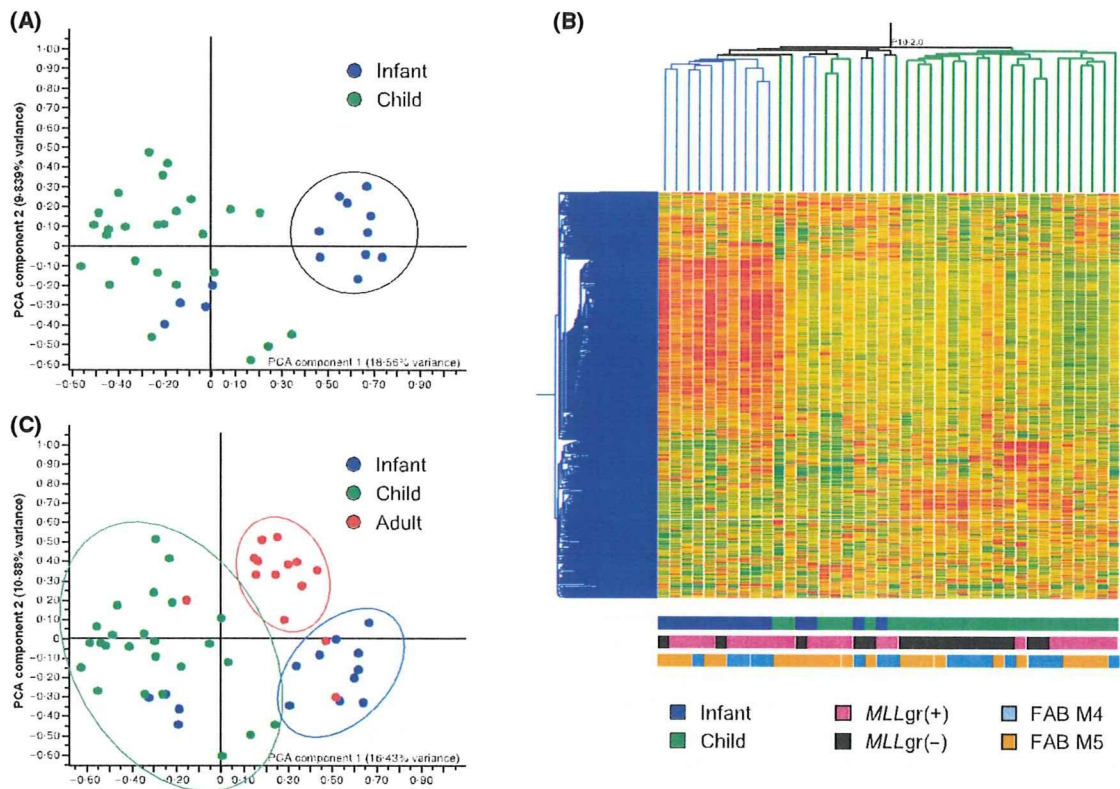 (A)
1·00
0·90
0·80
0·70
0·60
0·50
0·40
0·30
0·20
0·10
0
−0·10
−0·20
−0·30
−0·40
−0·50
−0·60
PCA component 2 (9·839% variance)
Infant
Child
PCA component 1 (18·56% variance)
−0·60 −0·40 −0·20 0 0·10 0·30 0·50 0·70 0·90
(B)
(C)
1·00
0·90
0·80
0·70
0·60
0·50
0·40
0·30
0·20
0·10
0
−0·10
−0·20
−0·30
−0·40
−0·50
−0·60
PCA component 2 (10·88% variance)
Infant
Child
Adult
PCA component 1 (16·43% variance)
−0·60 −0·40 −0·20 0 0·10 0·30 0·50 0·70 0·90
Infant
Child
MLLgr(+)
MLLgr(−)
FAB M4
FAB M5